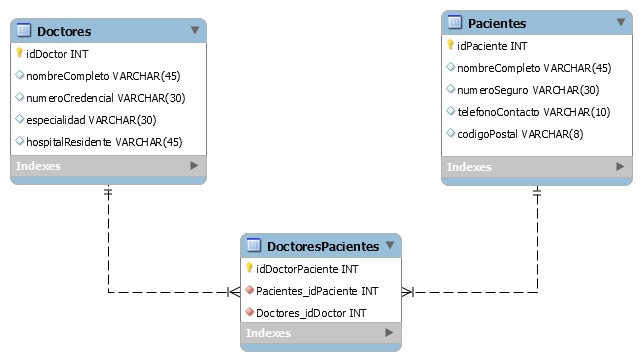 Doctores
idDoctor INT
nombreCompleto VARCHAR(45)
numeroCredencial VARCHAR(30)
especialidad VARCHAR(30)
hospitalResidente VARCHAR(45)
Indexes
Pacientes
idPaciente INT
nombreCompleto VARCHAR(45)
numeroSeguro VARCHAR(30)
telefonoContacto VARCHAR(10)
codigoPostal VARCHAR(8)
Indexes
DoctoresPacientes
idDoctorPaciente INT
Pacientes_idPaciente INT
Doctores_idDoctor INT
Indexes